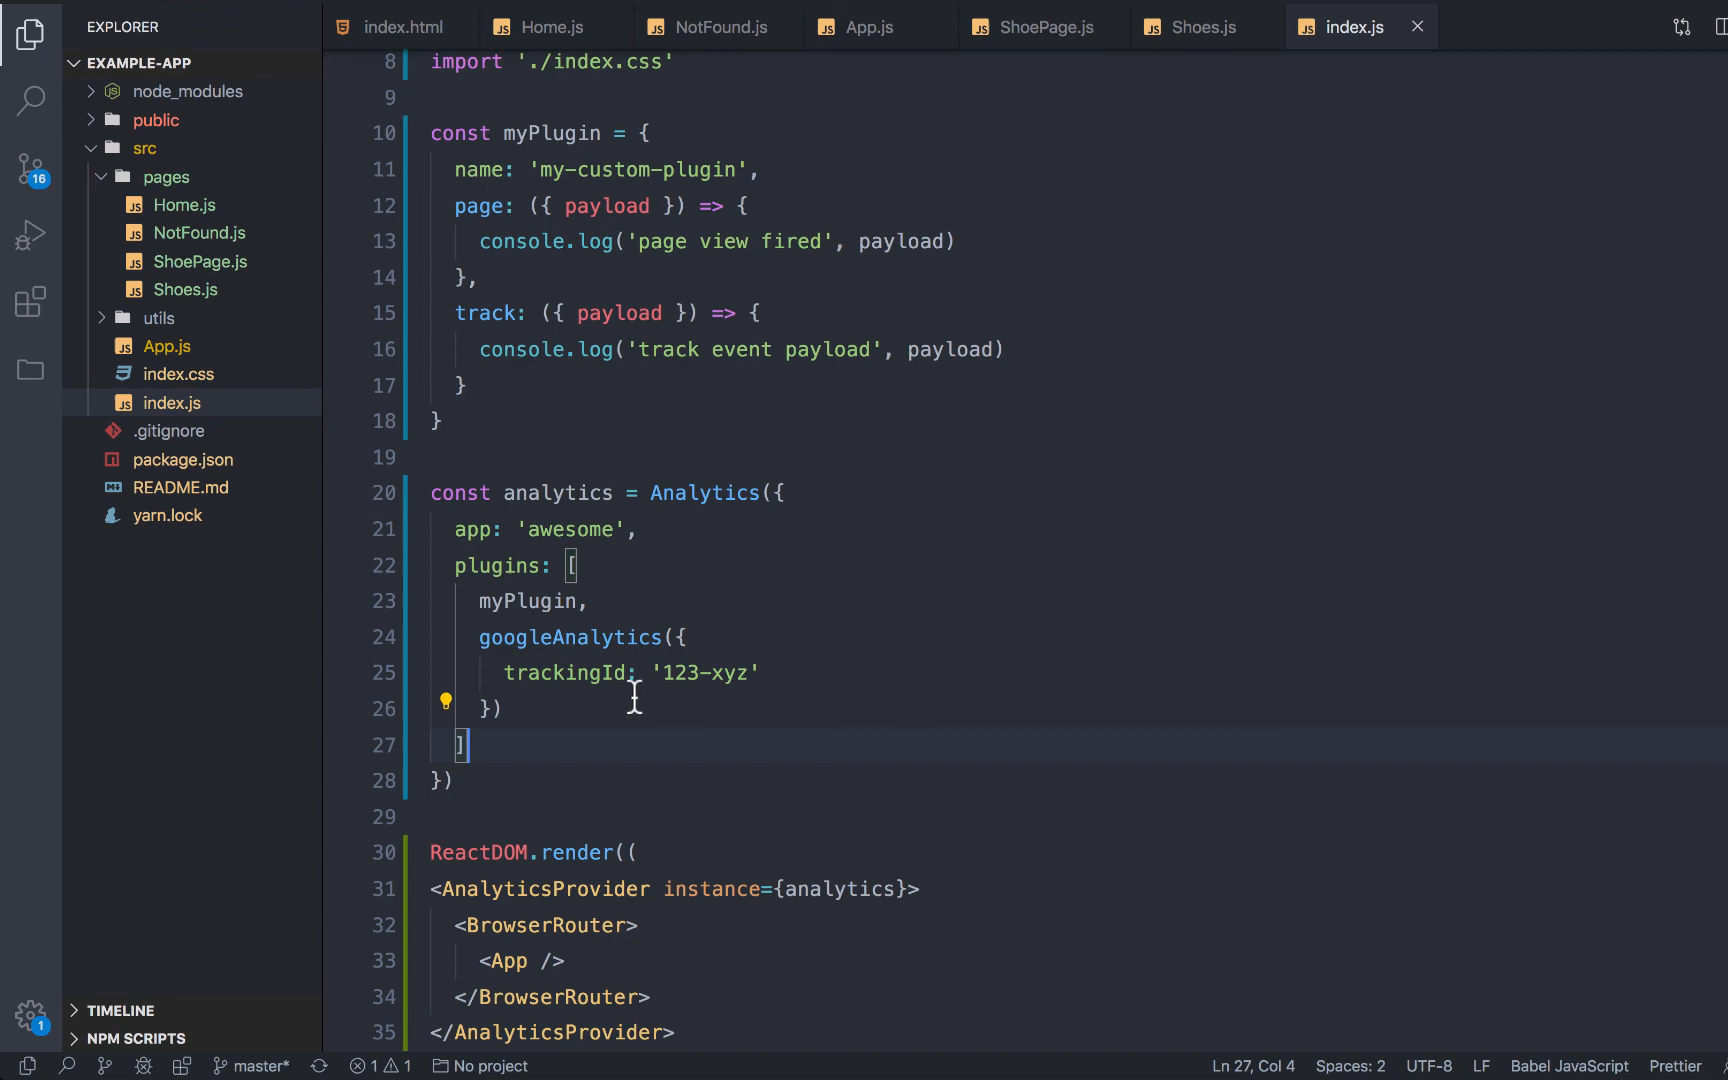 EXPLORER
EXAMPLE-APP
node_modules
public
src
pages
Home.js
NotFound.js
ShoePage.js
Shoes.js
utils
App.js
index.css
index.js
.gitignore
package.json
README.md
yarn.lock
TIMELINE
NPM SCRIPTS
16
1
index.html JS Home.js JS NotFound.js JS App.js JS ShoePage.js JS Shoes.js JS index.js
8 import './index.css'
9
10 const myPlugin = {
11 name: 'my-custom-plugin',
12 page: ({ payload }) => {
13 console.log('page view fired', payload)
14 },
15 track: ({ payload }) => {
16 console.log('track event payload', payload)
17 }
18 }
19
20 const analytics = Analytics({
21 app: 'awesome',
22 plugins: [
23 myPlugin,
24 googleAnalytics({
25 trackingId: '123-xyz'
26 })
27 ]
28 })
29
30 ReactDOM.render((
31 <AnalyticsProvider instance={analytics}>
32 <BrowserRouter>
33 <App />
34 </BrowserRouter>
35 </AnalyticsProvider>
master* 1 1 No project Ln 27, Col 4 Spaces: 2 UTF-8 LF Babel JavaScript Prettier